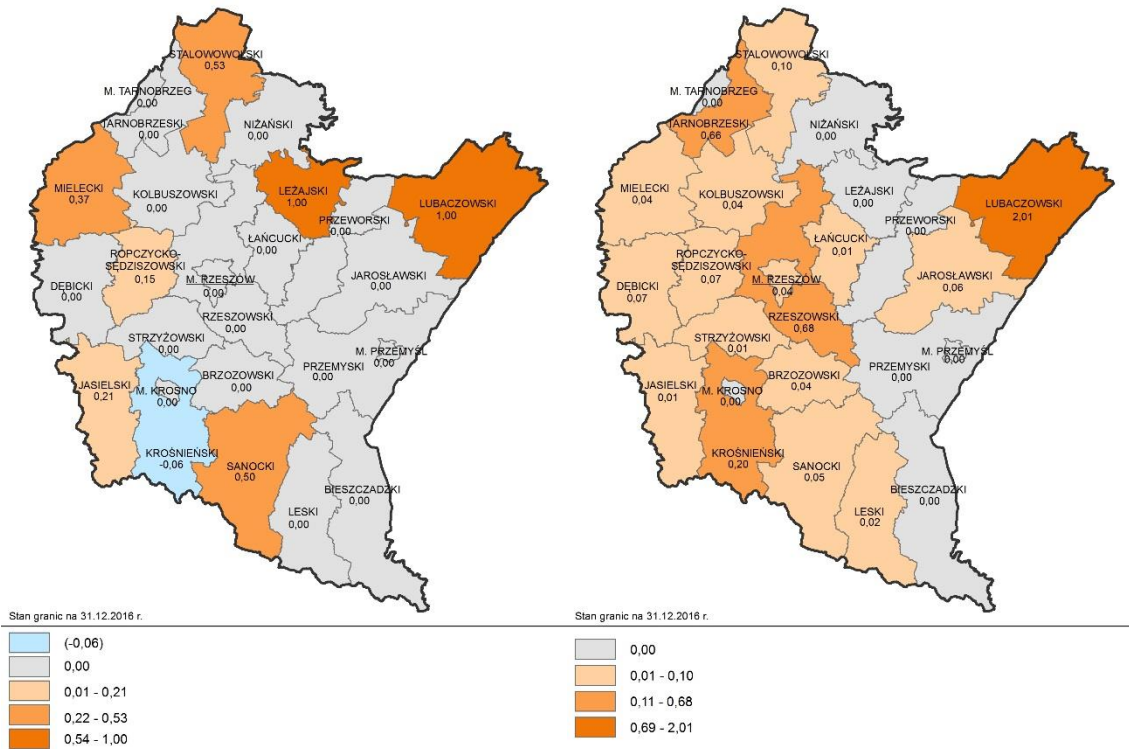 STALOWOWOLSKI
0,53
M. TARNOBRZEG
0,00
TARNOBRZESKI
0,00
NIŻAŃSKI
0,00
MIELECKI
0,37
KOLBUSZOWSKI
0,00
LEŻAJSKI
1,00
LUBACZOWSKI
1,00
PRZEWORSKI
0,00
ŁAŃCUCKI
0,00
ROPCZYCKO-
SĘDZISZOWSKI
0,15
DĘBICKI
0,00
M. RZESZÓW
0,00
JAROSŁAWSKI
0,00
RZESZOWSKI
0,00
STRZYŻOWSKI
0,00
M. PRZEMYŚL
0,00
PRZEMYSKI
0,00
BRZOZOWSKI
0,00
JASIELSKI
0,21
M. KROSNO
0,00
KROŚNIEŃSKI
-0,06
SANOCKI
0,50
BIESZCZADZKI
0,00
LESKI
0,00
Stan granic na 31.12.2016 r.
(-0,06)
0,00
0,01 - 0,21
0,22 - 0,53
0,54 - 1,00
STALOWOWOLSKI
0,10
M. TARNOBRZEG
0,00
TARNOBRZESKI
0,66
NIŻAŃSKI
0,00
MIELECKI
0,04
KOLBUSZOWSKI
0,04
LEŻAJSKI
0,00
LUBACZOWSKI
2,01
PRZEWORSKI
0,00
ŁAŃCUCKI
0,01
ROPCZYCKO-
SĘDZISZOWSKI
0,07
DĘBICKI
0,07
M. RZESZÓW
0,04
JAROSŁAWSKI
0,06
RZESZOWSKI
0,68
STRZYŻOWSKI
0,01
M. PRZEMYŚL
0,00
PRZEMYSKI
0,00
BRZOZOWSKI
0,04
JASIELSKI
0,01
M. KROSNO
0,00
KROŚNIEŃSKI
0,20
SANOCKI
0,05
BIESZCZADZKI
0,00
LESKI
0,02
Stan granic na 31.12.2016 r.
0,00
0,01 - 0,10
0,11 - 0,68
0,69 - 2,01